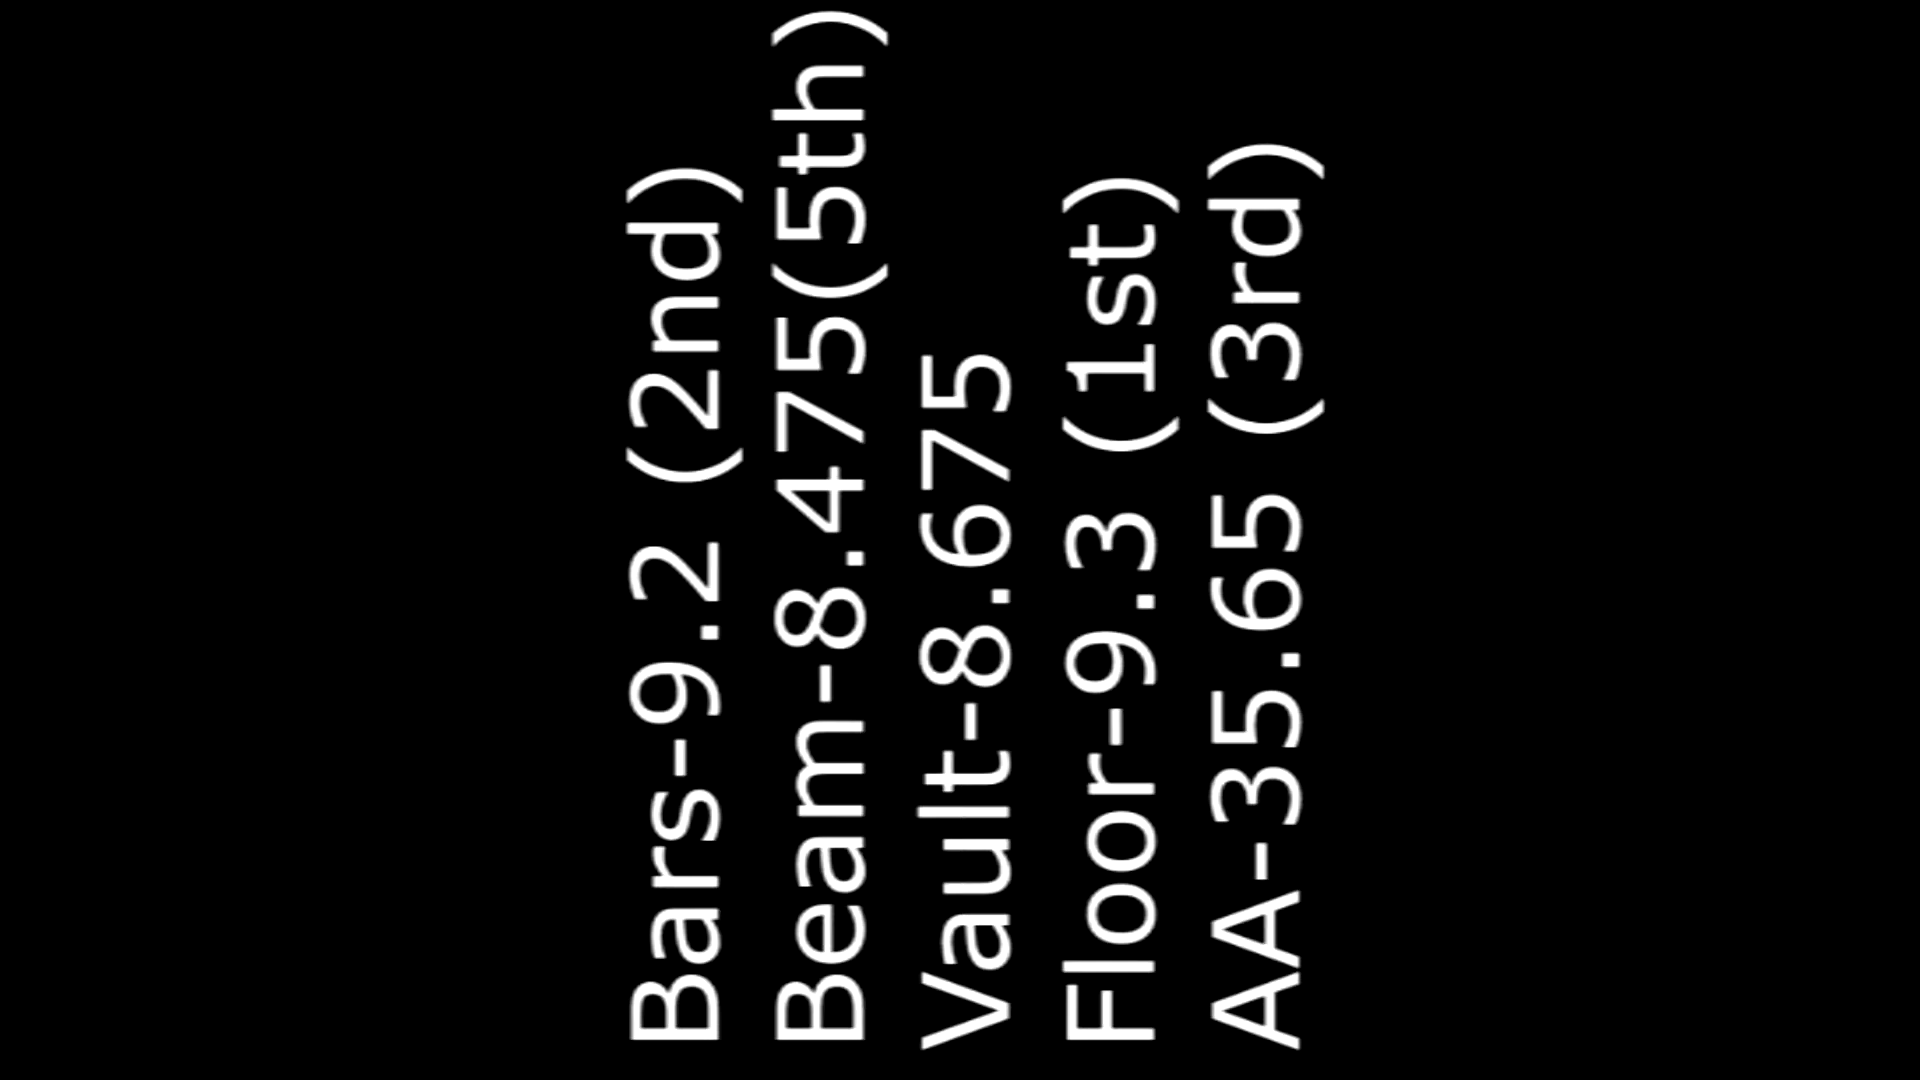 Bars-9.2 (2nd)
Beam-8.475(5th)
Vault-8.675
Floor-9.3 (1st)
AA-35.65 (3rd)